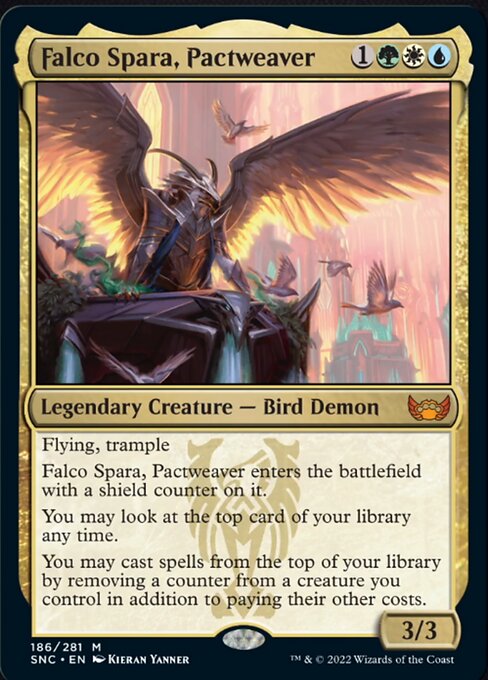 Falco Spara, Pactweaver 1
Legendary Creature — Bird Demon
Flying, trample
Falco Spara, Pactweaver enters the battlefield
with a shield counter on it.
You may look at the top card of your library
any time.
You may cast spells from the top of your library
by removing a counter from a creature you
control in addition to paying their other costs.
3/3
186/281 M
SNC • EN Kieran Yanner
™ & © 2022 Wizards of the Coast